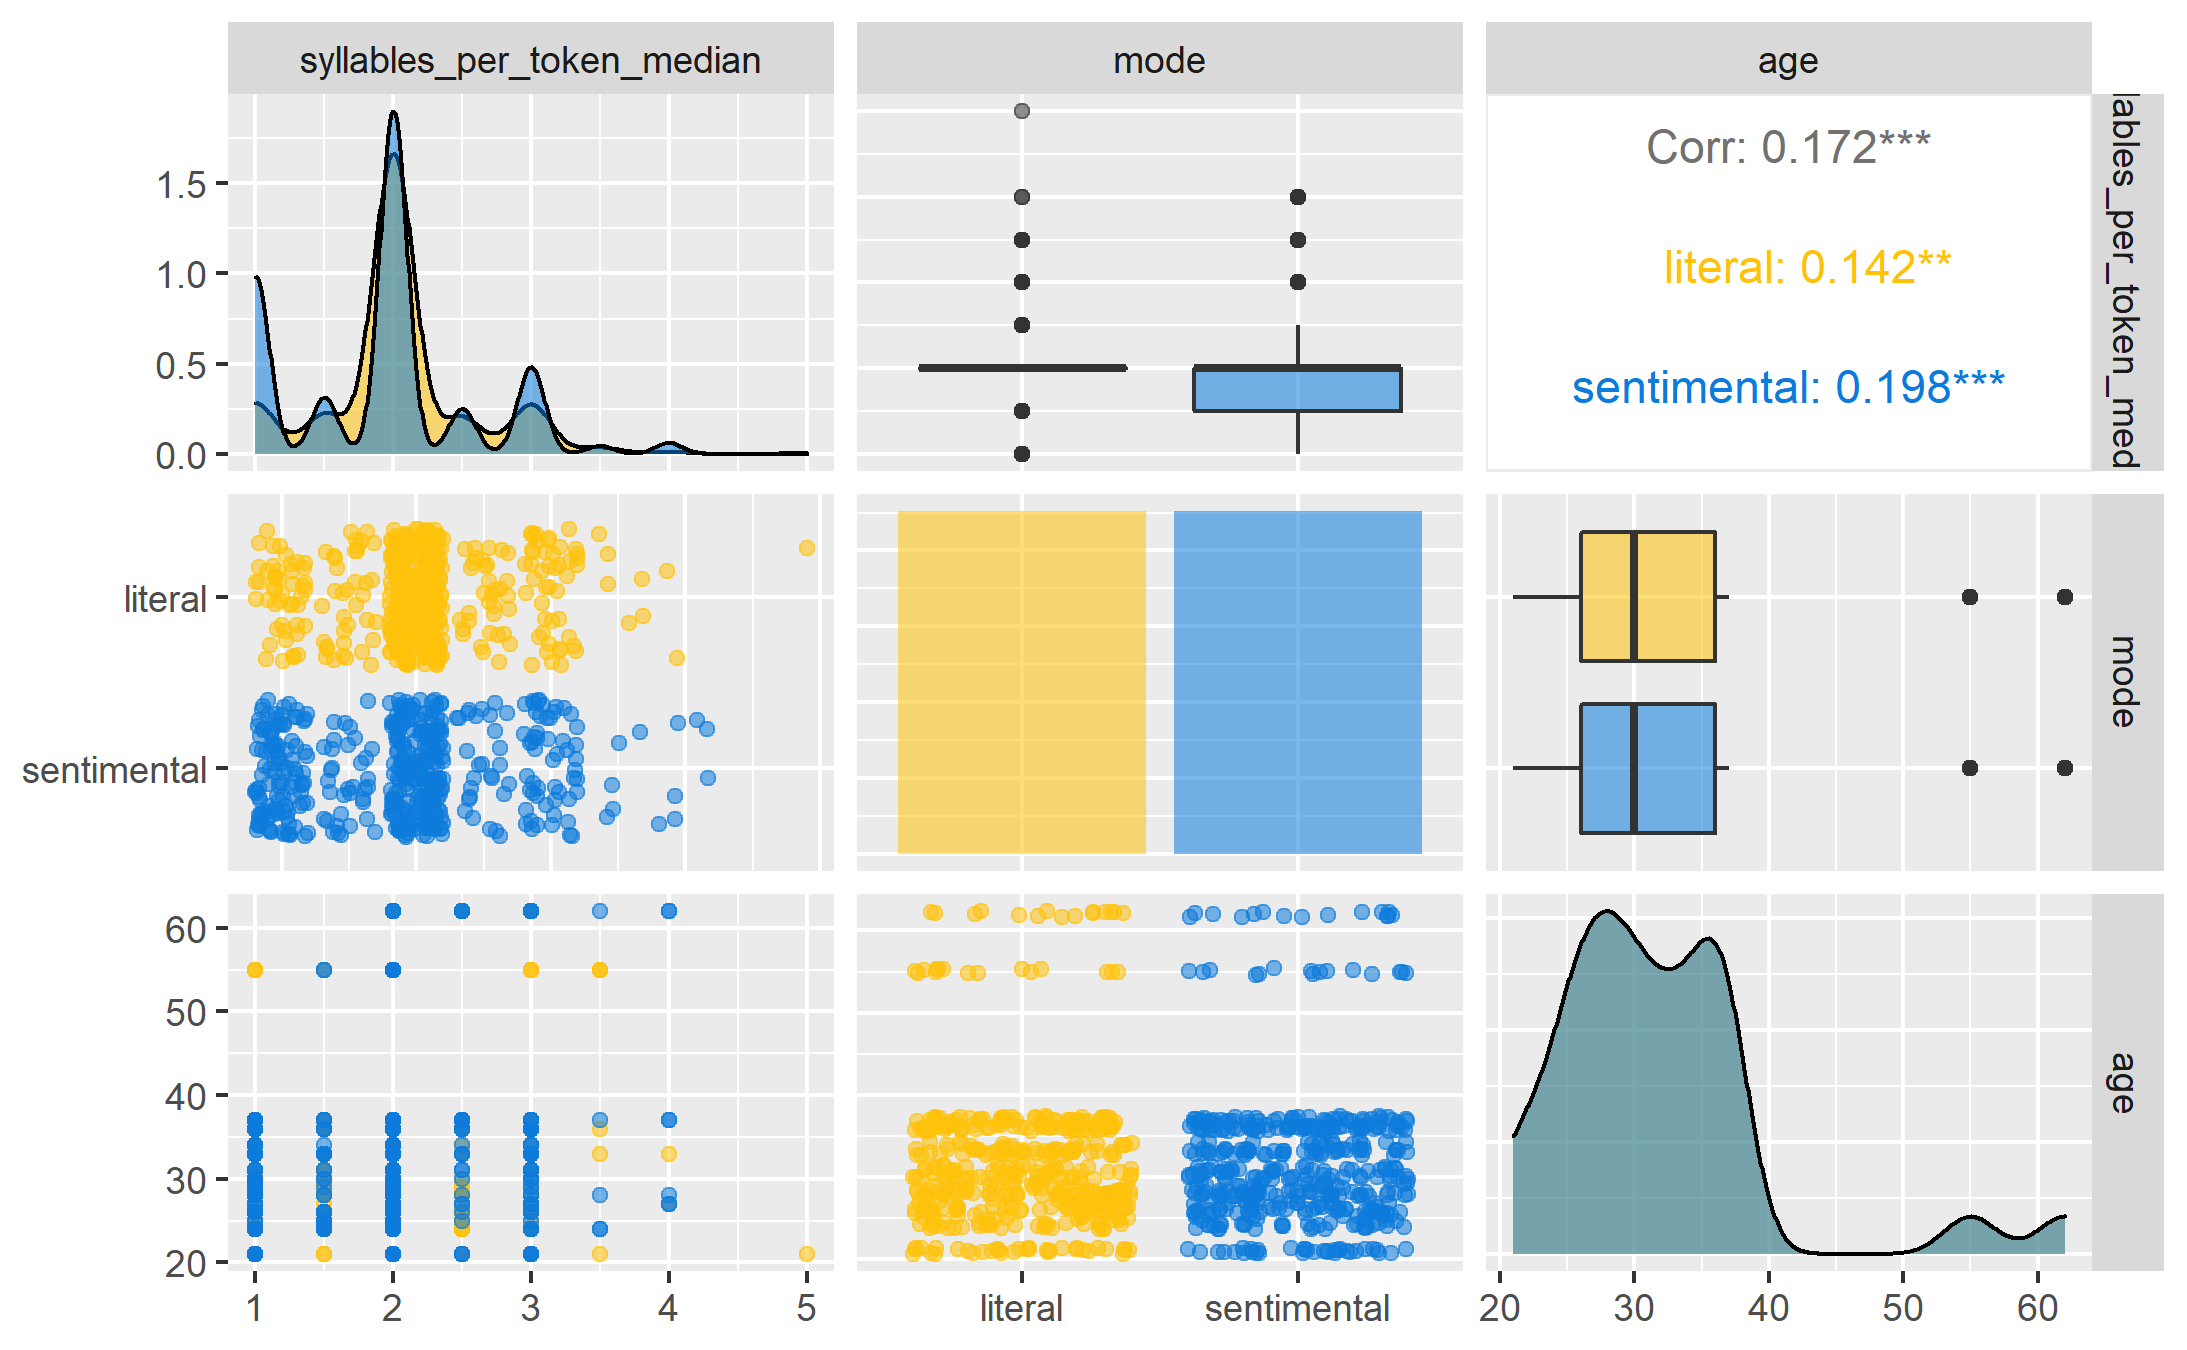 syllables_per_token_median
mode
age
1.5
1.0
0.5
0.0
Corr: 0.172***
literal: 0.142**
sentimental: 0.198***
lables_per_token_med
literal
sentimental
mode
60
50
40
30
20
age
1
2
3
4
5
literal
sentimental
20
30
40
50
60